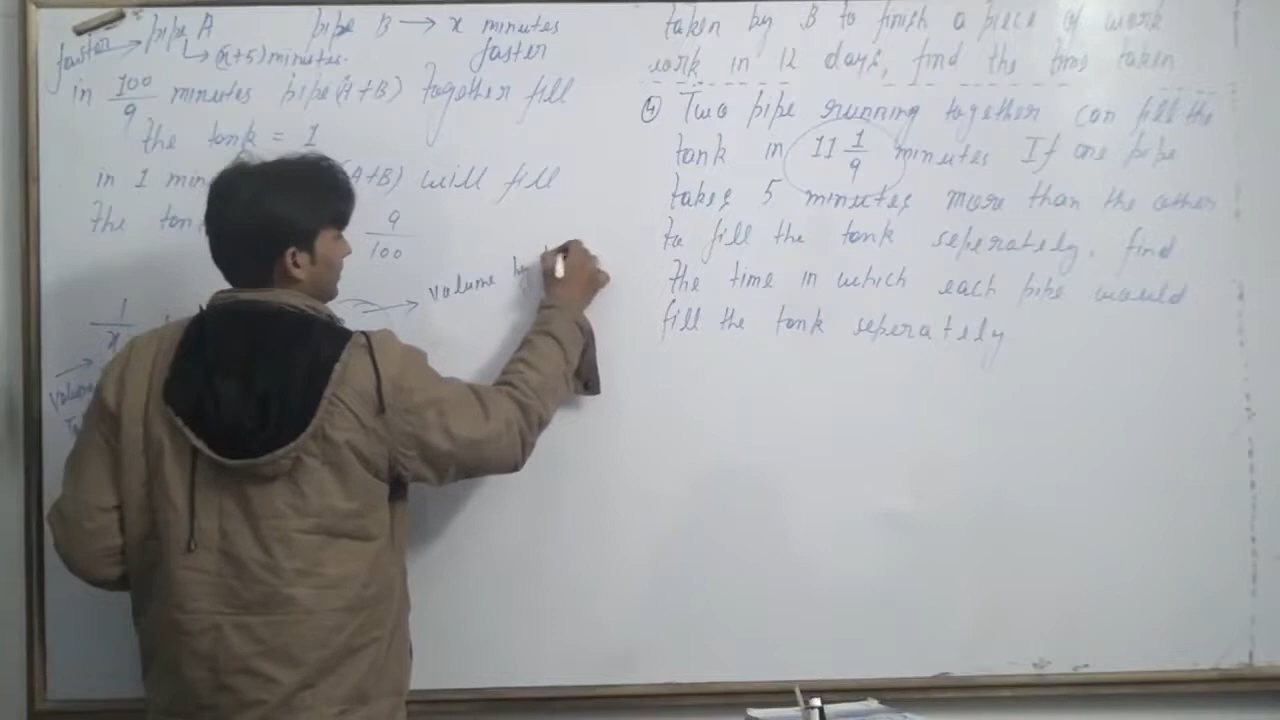 pipe A pipe B → x minutes
faster → (x+5) minutes. faster
in 100/9 minutes pipe (A+B) together fill
the tank = 1
in 1 min (A+B) will fill
the tan 9/100
1/x
volume by
volume
taken by B to finish a piece of work
work in 12 days, find the time taken
④ Two pipe running together can fill the
tank in 11 1/9 minutes If one pipe
takes 5 minutes more than the other
to fill the tank seperately. find
the time in which each pipe would
fill the tank seperately